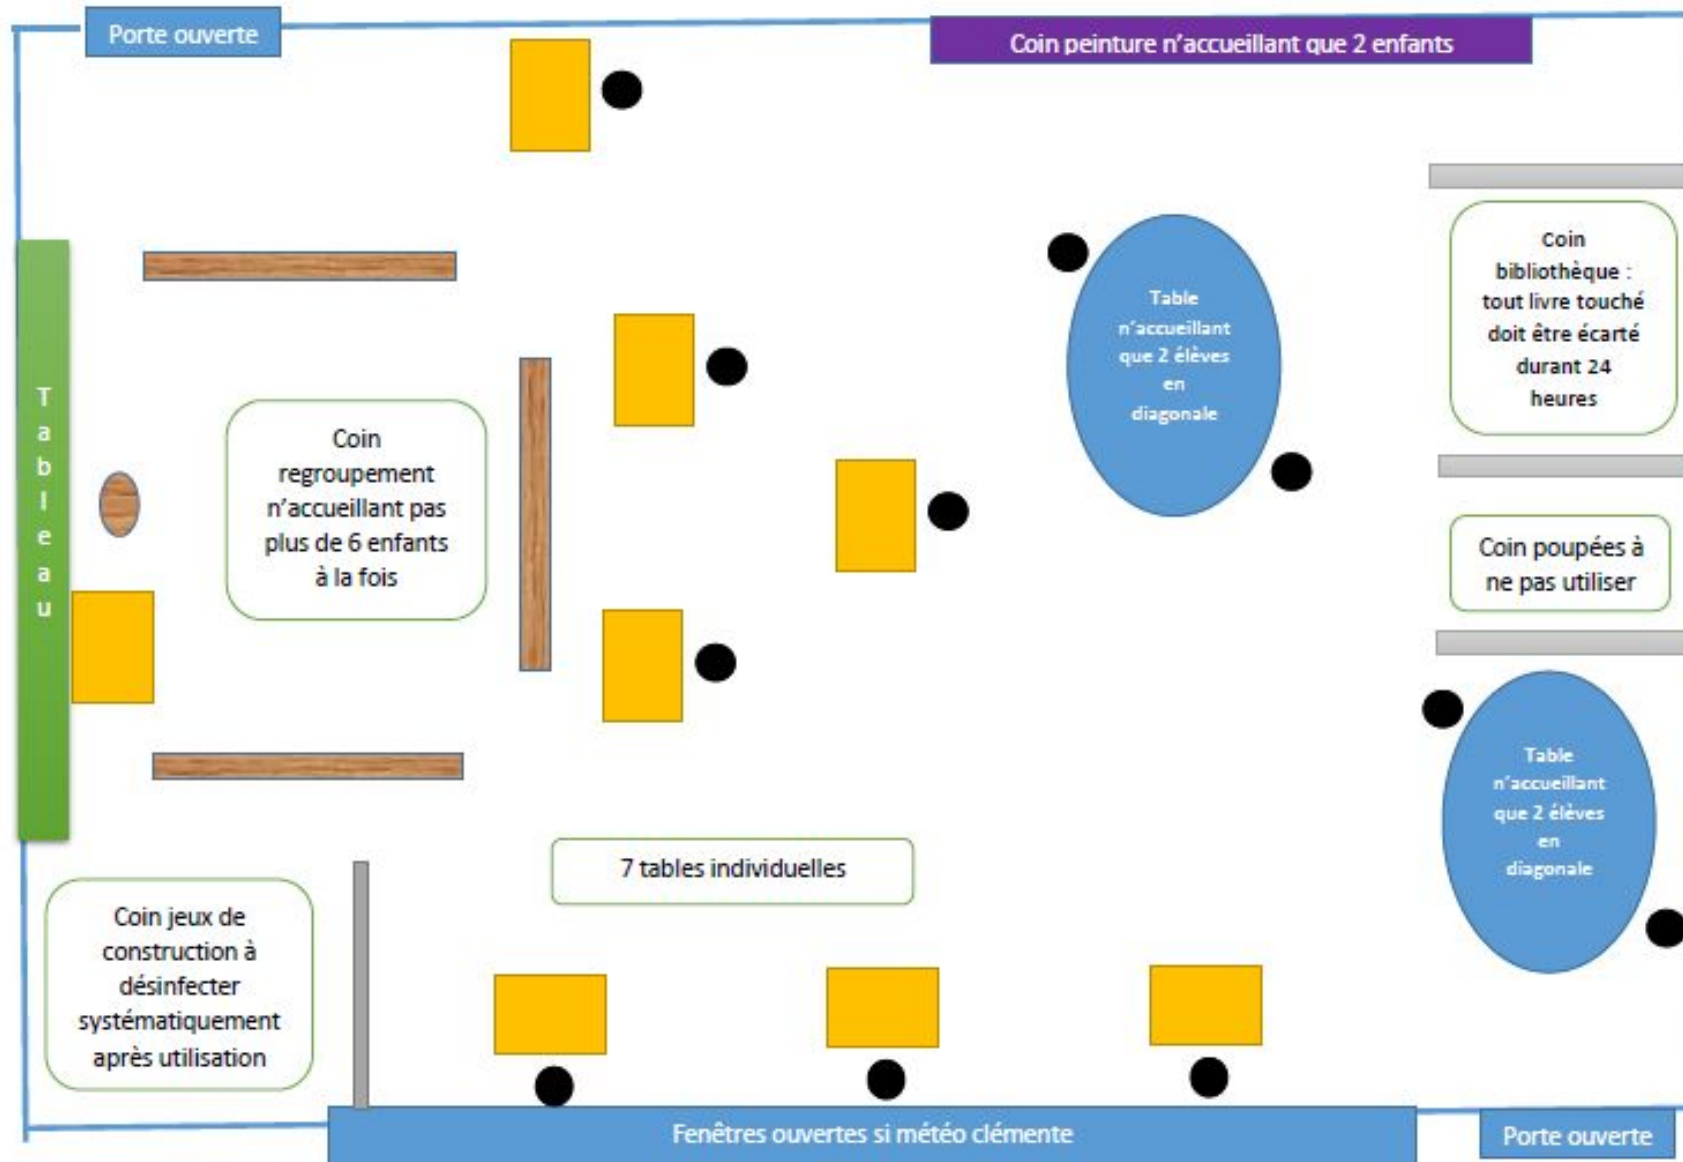 Porte ouverte
Coin peinture n'accueillant que 2 enfants
Coin
bibliothèque :
tout livre touché
doit être écarté
durant 24
heures
Table
n'accueillant
que 2 élèves
en
diagonale
Tableau
Coin
regroupement
n'accueillant pas
plus de 6 enfants
à la fois
Coin poupées à
ne pas utiliser
Table
n'accueillant
que 2 élèves
en
diagonale
7 tables individuelles
Coin jeux de
construction à
désinfecter
systématiquement
après utilisation
Fenêtres ouvertes si météo clémente
Porte ouverte